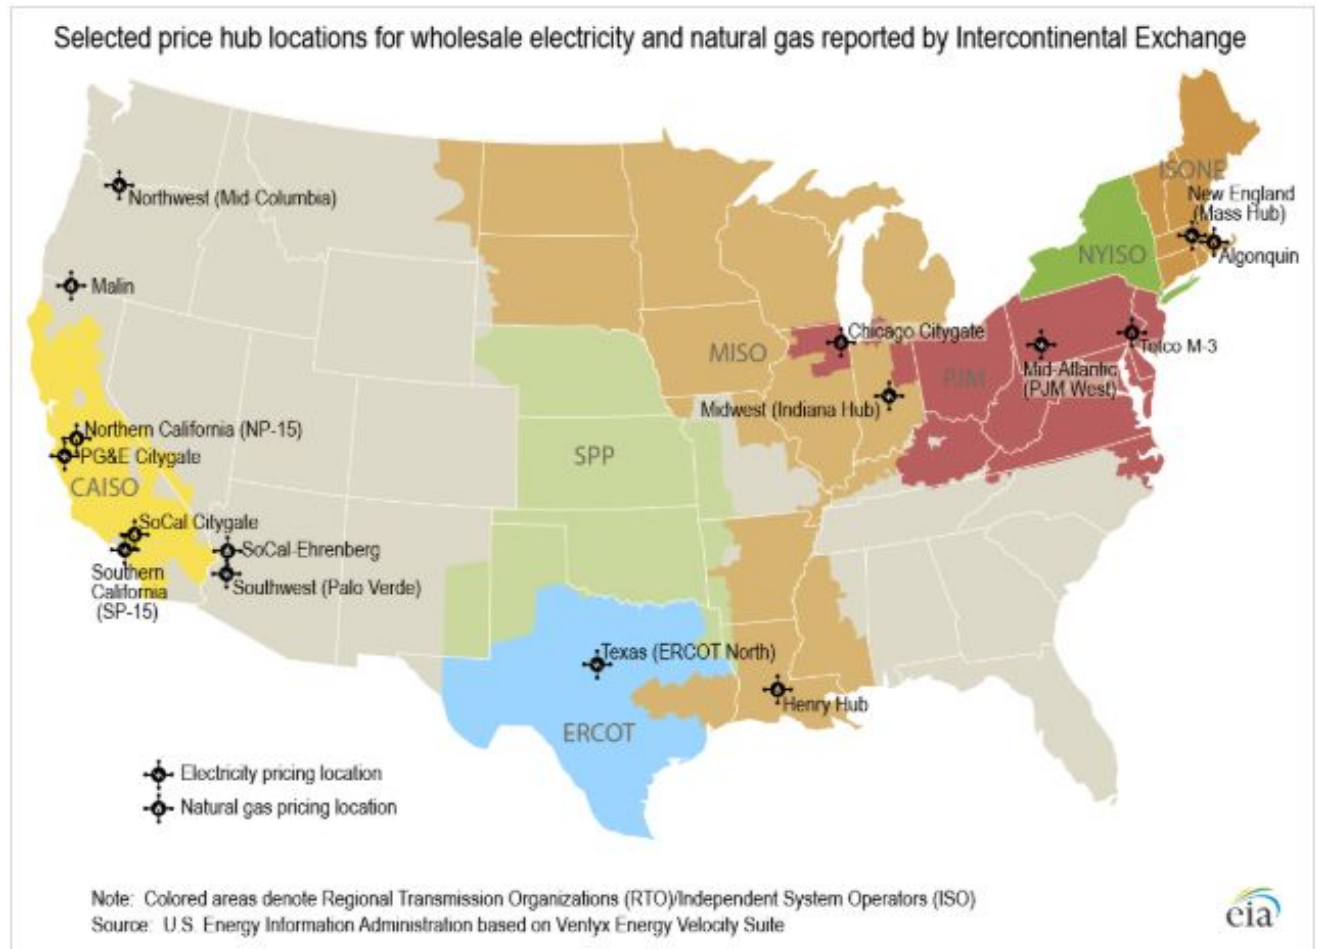 Selected price hub locations for wholesale electricity and natural gas reported by Intercontinental Exchange
Northwest (Mid-Columbia)
Malin
Northern California (NP-15)
PG&E Citygate
CAISO
SoCal Citygate
SoCal-Ehrenberg
Southern
California
(SP-15)
Southwest (Palo Verde)
MISO
SPP
Chicago Citygate
Midwest (Indiana Hub)
PJM
Mid-Atlantic
(PJM West)
Tetco M-3
NYISO
ISONE
New England
(Mass Hub)
Algonquin
Texas (ERCOT North)
ERCOT
Henry Hub
Electricity pricing location
Natural gas pricing location
Note: Colored areas denote Regional Transmission Organizations (RTO)/Independent System Operators (ISO)
Source: U.S. Energy Information Administration based on Ventyx Energy Velocity Suite
eia